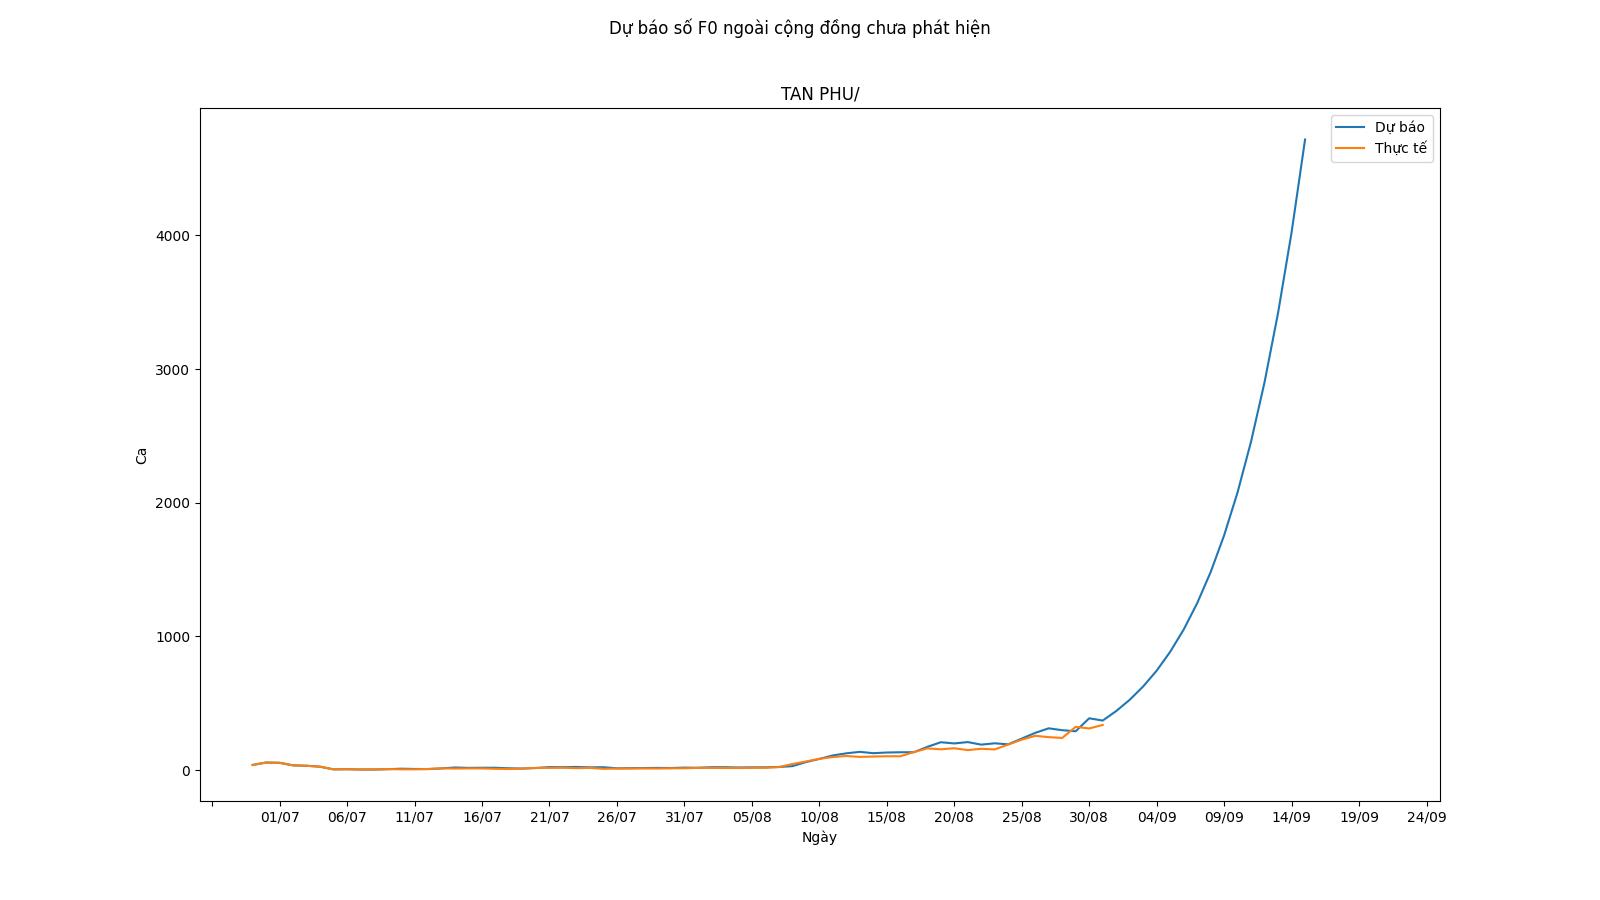 Dự báo số F0 ngoài cộng đồng chưa phát hiện
TAN PHU/
Dự báo
Thực tế
4000
3000
2000
1000
0
Ca
01/07 06/07 11/07 16/07 21/07 26/07 31/07 05/08 10/08 15/08 20/08 25/08 30/08 04/09 09/09 14/09 19/09 24/09
Ngày